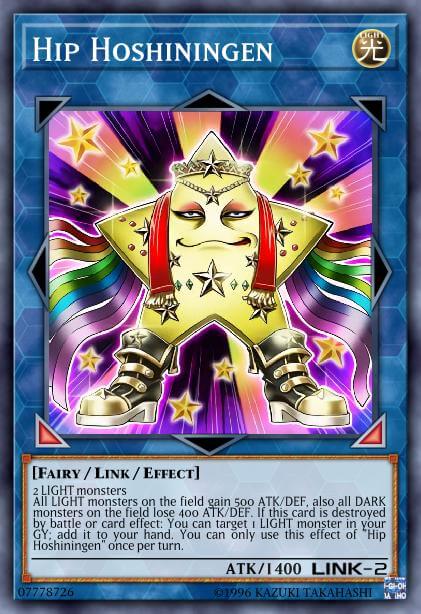 Hip Hoshiningen
LIGHT
光
[Fairy / Link / Effect]
2 LIGHT monsters
All LIGHT monsters on the field gain 500 ATK/DEF, also all DARK
monsters on the field lose 400 ATK/DEF. If this card is destroyed
by battle or card effect: You can target 1 LIGHT monster in your
GY; add it to your hand. You can only use this effect of "Hip
Hoshiningen" once per turn.
ATK/1400 LINK-2
07778726 ©1996 KAZUKI TAKAHASHI